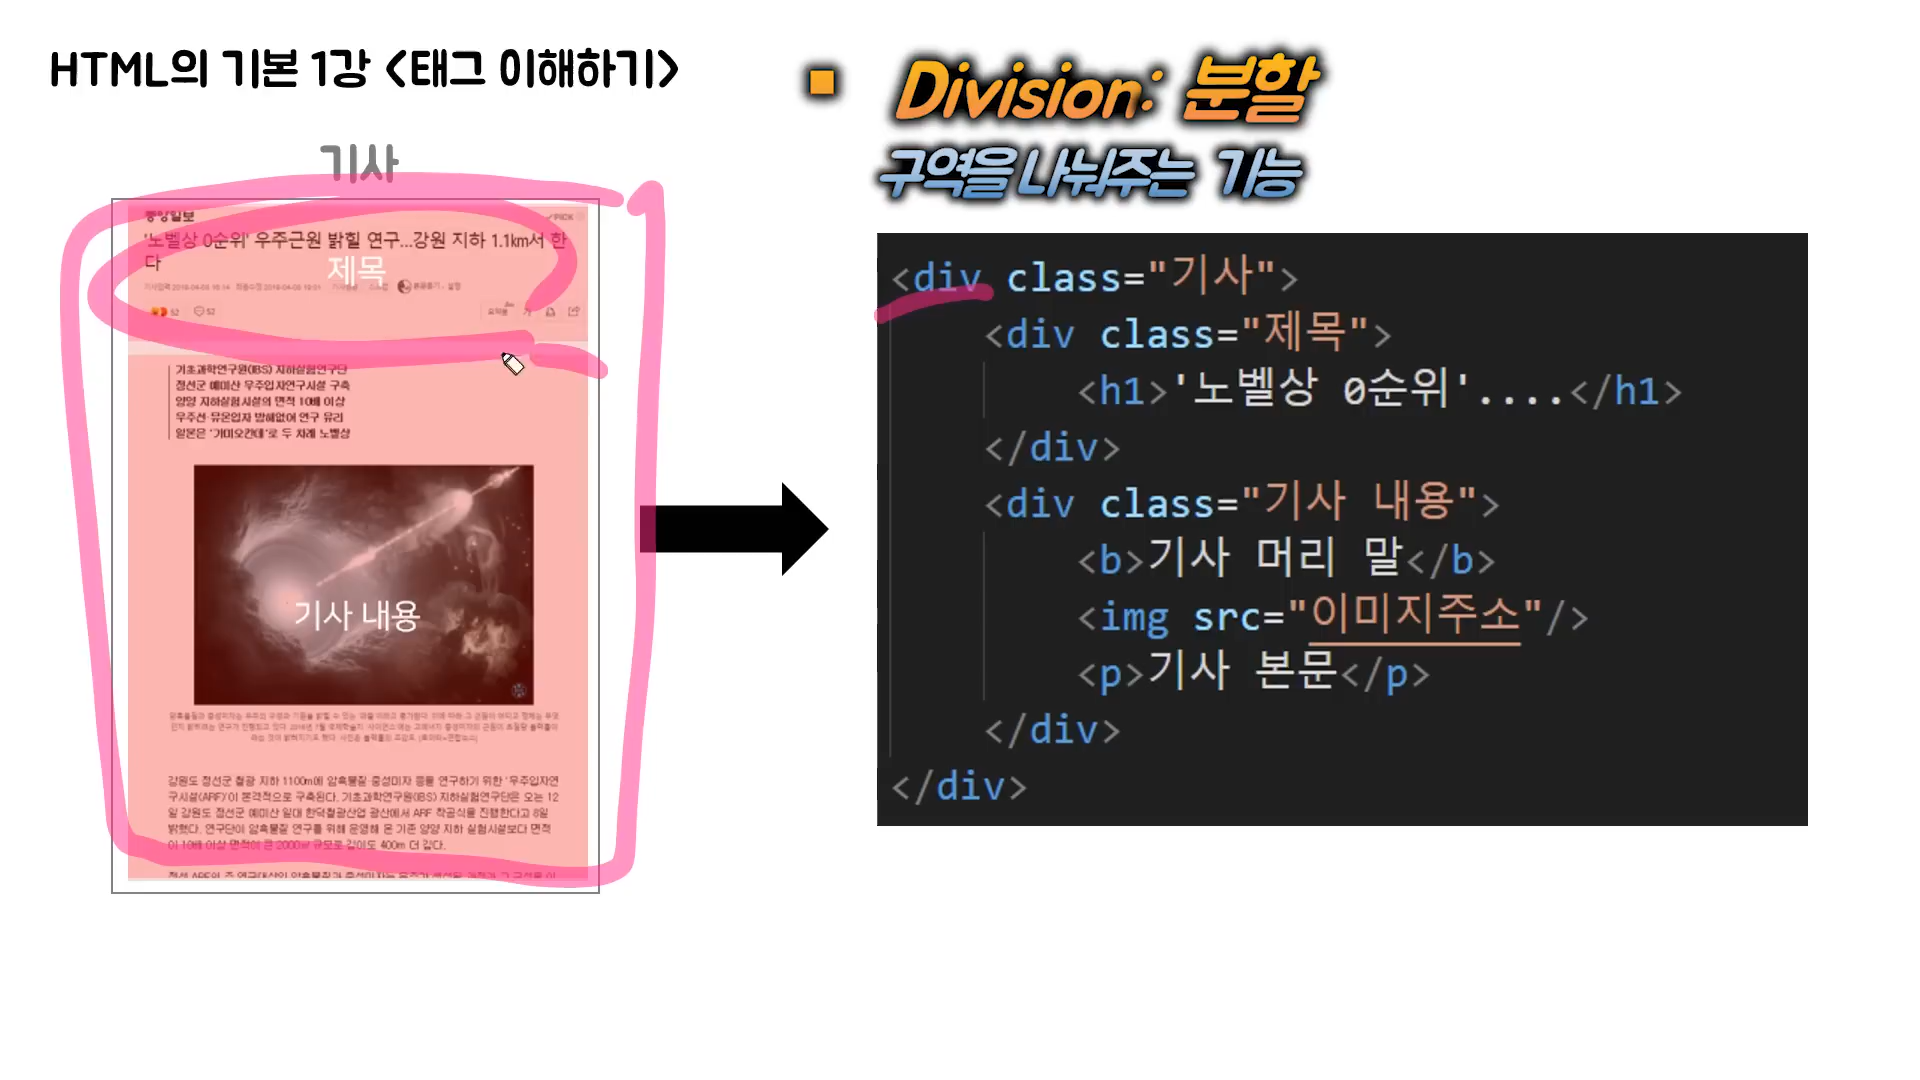 HTML의 기본 1강 <태그 이해하기>
Division: 분할
구역을 나눠주는 기능
기사
중앙일보
PICK
'노벨상 0순위' 우주근원 밝힐 연구...강원 지하 1.1km서 한
다
제목
52
52
요약봇
가
기초과학연구원(IBS) 지하실험연구단
정선군 예미산 우주입자연구시설 구축
양양 지하실험시설의 면적 10배 이상
우주선·뮤온입자 방해없어 연구 유리
일본은 '가미오칸데'로 두 차례 노벨상
기사 내용
강원도 정선군 철광 지하 1100m에 암흑물질·중성미자 등을 연구하기 위한 '우주입자연
구시설(ARF)'이 본격적으로 구축된다. 기초과학연구원(IBS) 지하실험연구단은 오는 12
일 강원도 정선군 예미산 일대 한덕철광산업 광산에서 ARF 착공식을 진행한다고 8일
밝혔다. 연구단이 암흑물질 연구를 위해 운영해 온 기존 양양 지하 실험시설보다 면적
이 10배 이상 면적이 큰 2000㎡ 규모로 깊이도 400m 더 깊다.
<div class="기사">
<div class="제목">
<h1>'노벨상 0순위'....</h1>
</div>
<div class="기사 내용">
<b>기사 머리 말</b>
<img src="이미지주소"/>
<p>기사 본문</p>
</div>
</div>